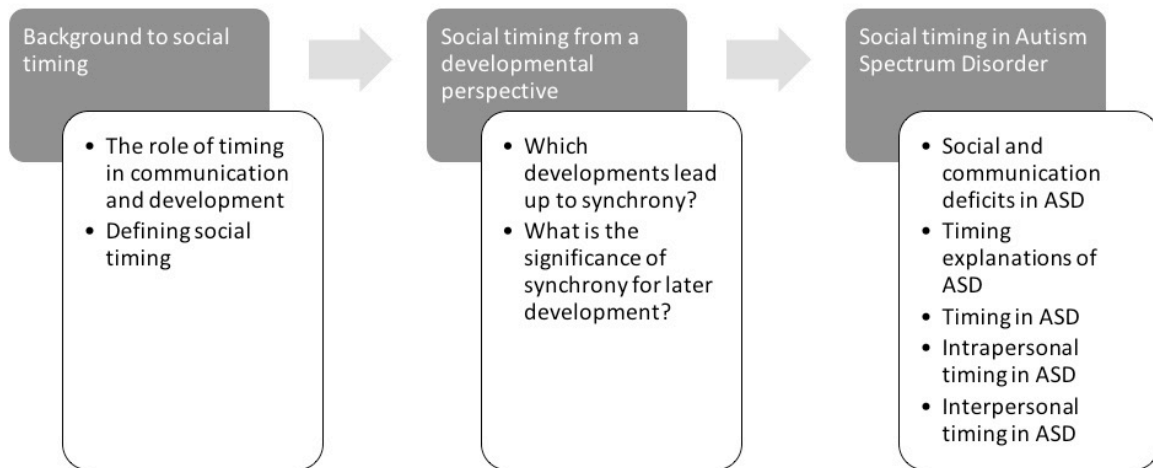 Background to social
timing
• The role of timing
in communication
and development
• Defining social
timing
Social timing from a
developmental
perspective
• Which
developments lead
up to synchrony?
• What is the
significance of
synchrony for later
development?
Social timing in Autism
Spectrum Disorder
• Social and
communication
deficits in ASD
• Timing
explanations of
ASD
• Timing in ASD
• Intrapersonal
timing in ASD
• Interpersonal
timing in ASD